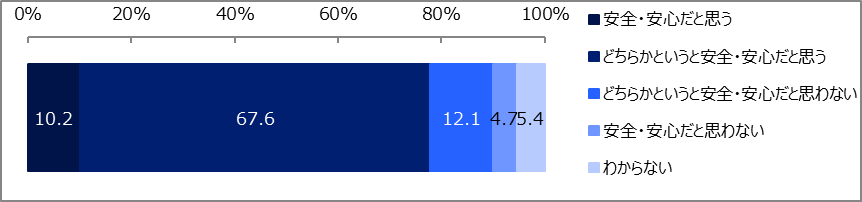 0% 20% 40% 60% 80% 100%
安全・安心だと思う
どちらかというと安全・安心だと思う
どちらかというと安全・安心だと思わない
安全・安心だと思わない
わからない
10.2 67.6 12.1 4.7 5.4